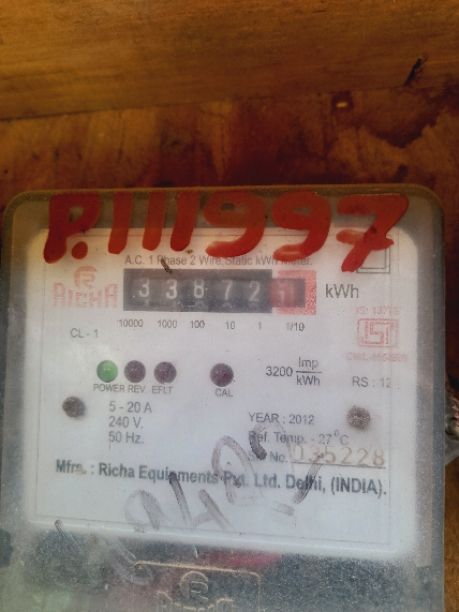 P.111997
A.C. 1 Phase 2 Wire Static kWh Meter.
RICHA
33872 1 kWh
10000 1000 100 10 1 1/10
CL - 1
3200 Imp/kWh
RS : 12
POWER REV. EFLT CAL
5 - 20 A
240 V.
50 Hz.
YEAR : 2012
Ref. Temp. - 27°C
No. 035228
Mfrs. : Richa Equipments Pvt. Ltd. Delhi, (INDIA).